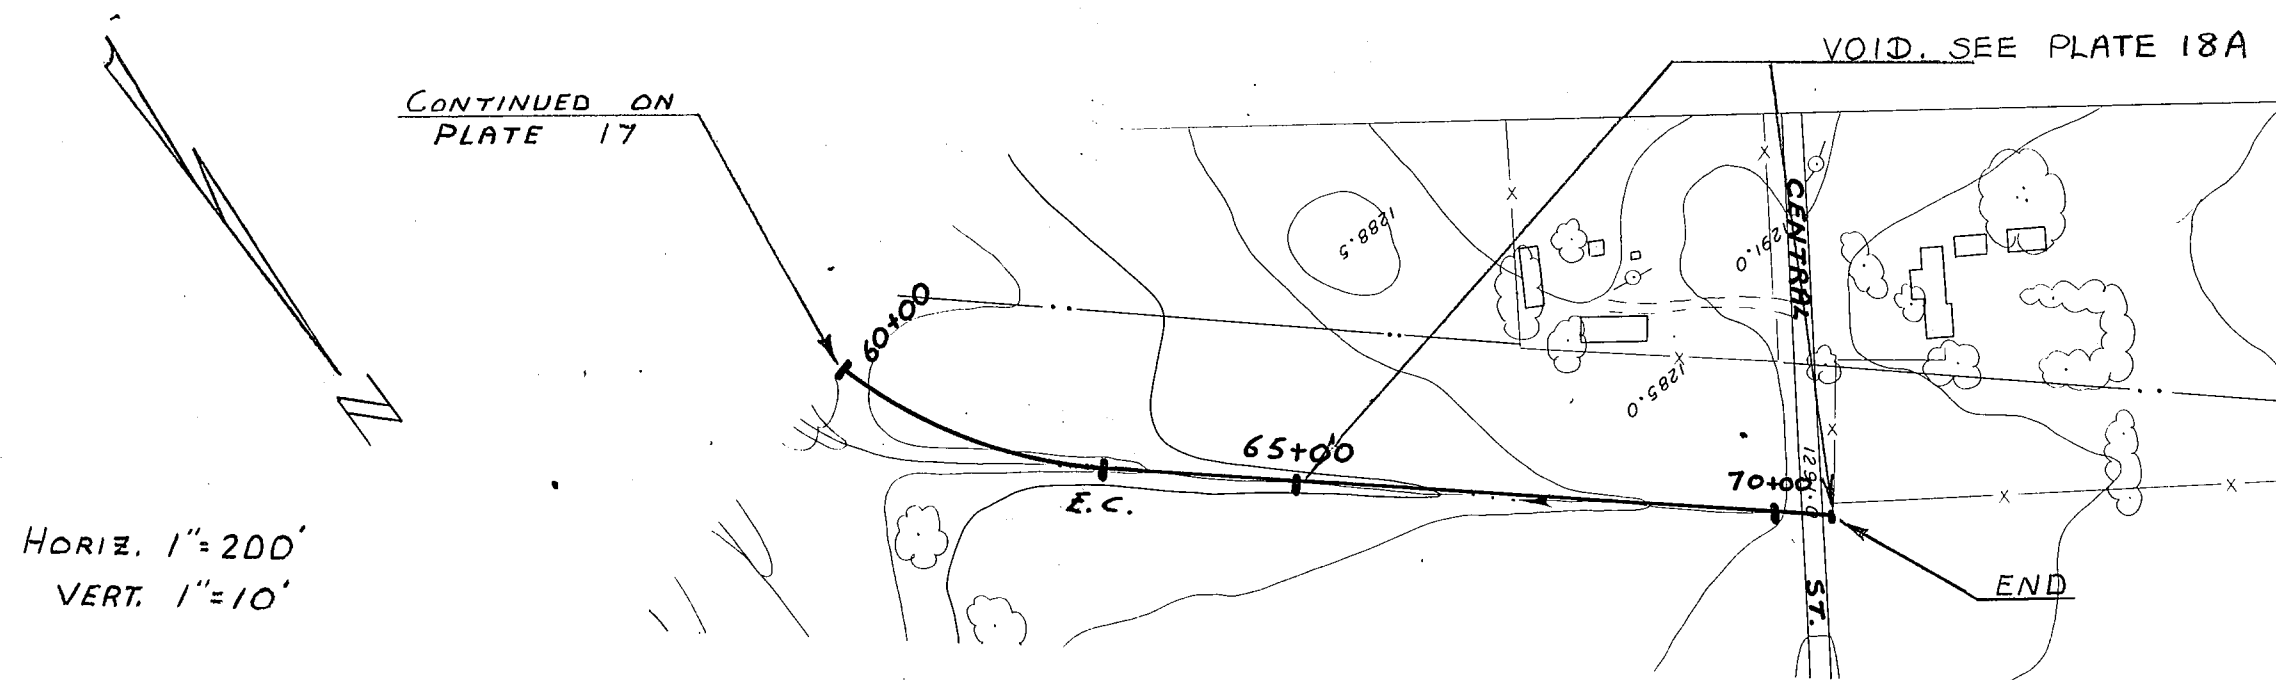 VOID. SEE PLATE 18A
CONTINUED ON
PLATE 17
60+00
1288.5
1291.0
CENTRAL
1285.0
65+00
E.C.
70+00
1291.0
HORIZ. 1"=200'
VERT. 1"=10'
END
ST.
N